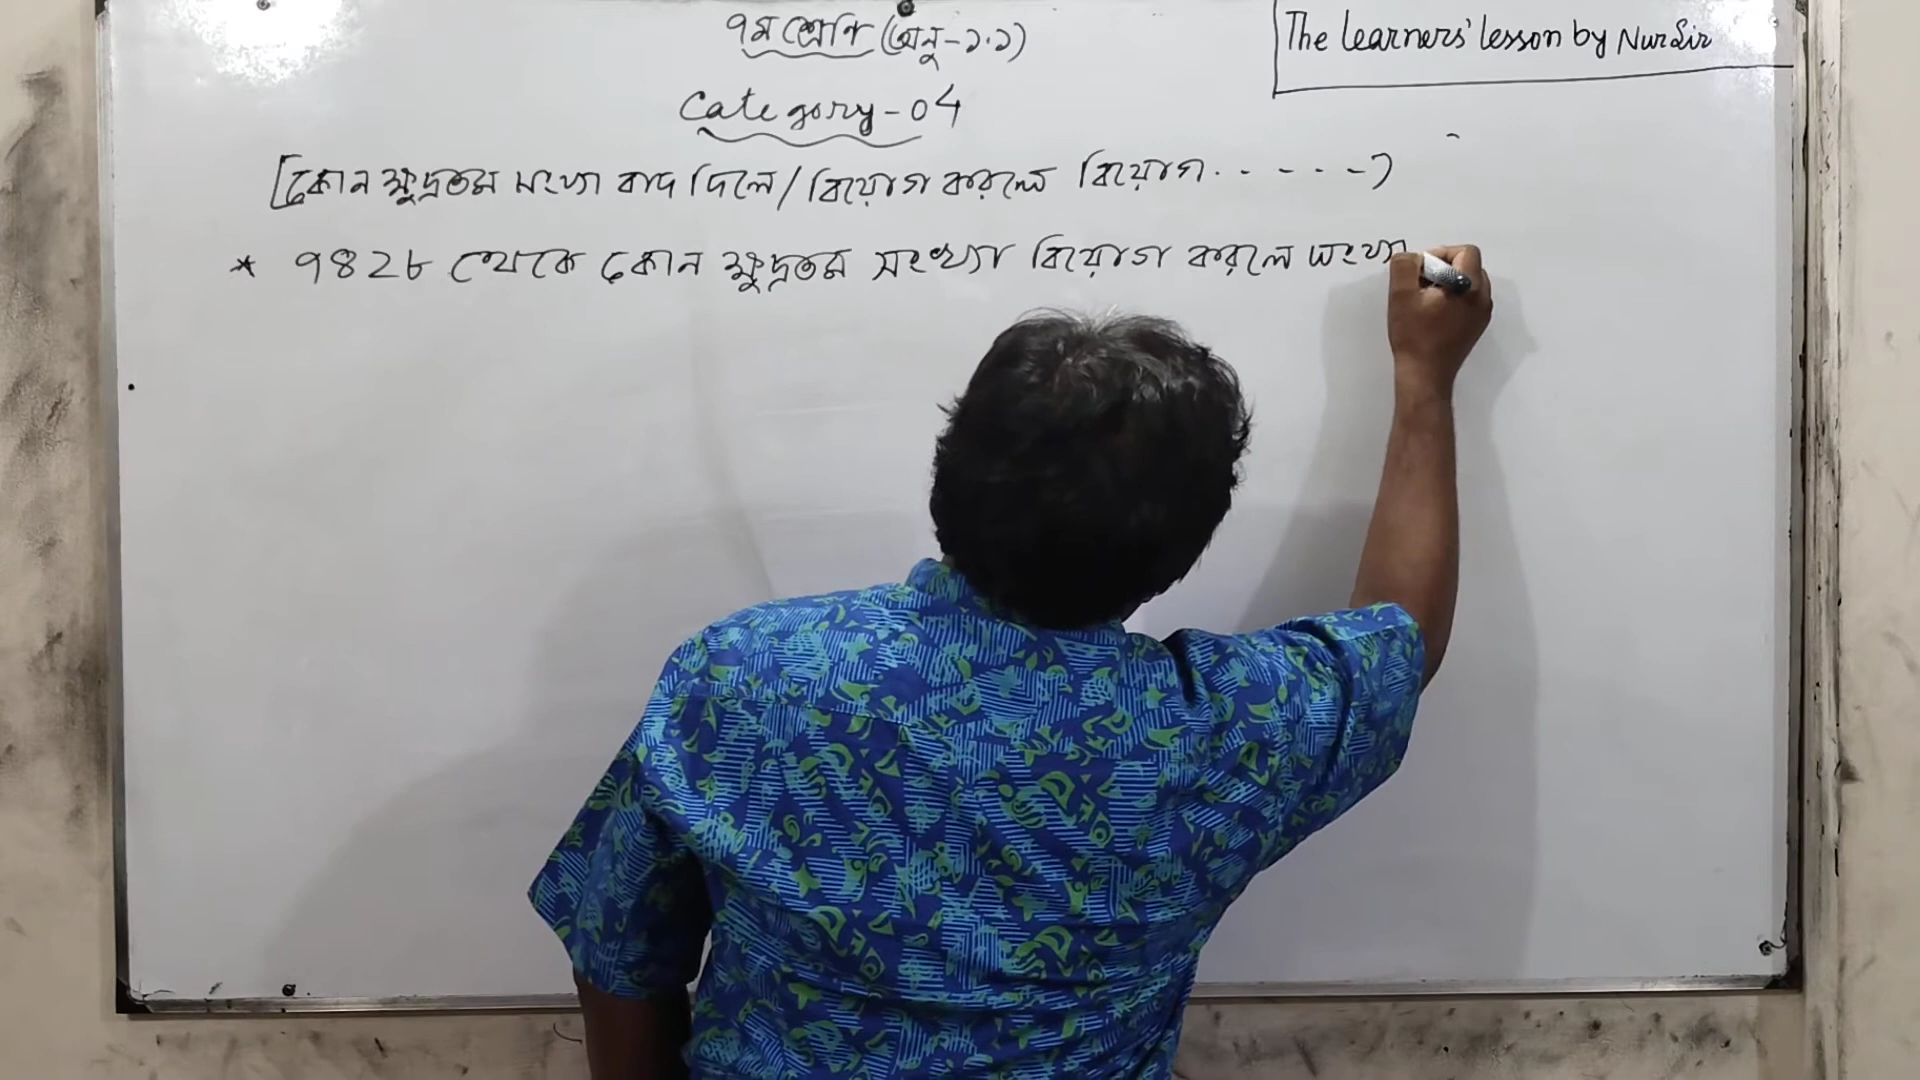 ৭ম শ্রেণি (অনু-১.১)
The learners' lesson by Nur Sir
Category-04
[কোন ক্ষুদ্রতম সংখ্যা বাদ দিলে/বিয়োগ করলে বিয়োগ. - - - - -]
* ৭৪২৮ থেকে কোন ক্ষুদ্রতম সংখ্যা বিয়োগ করলে সংখ্যা